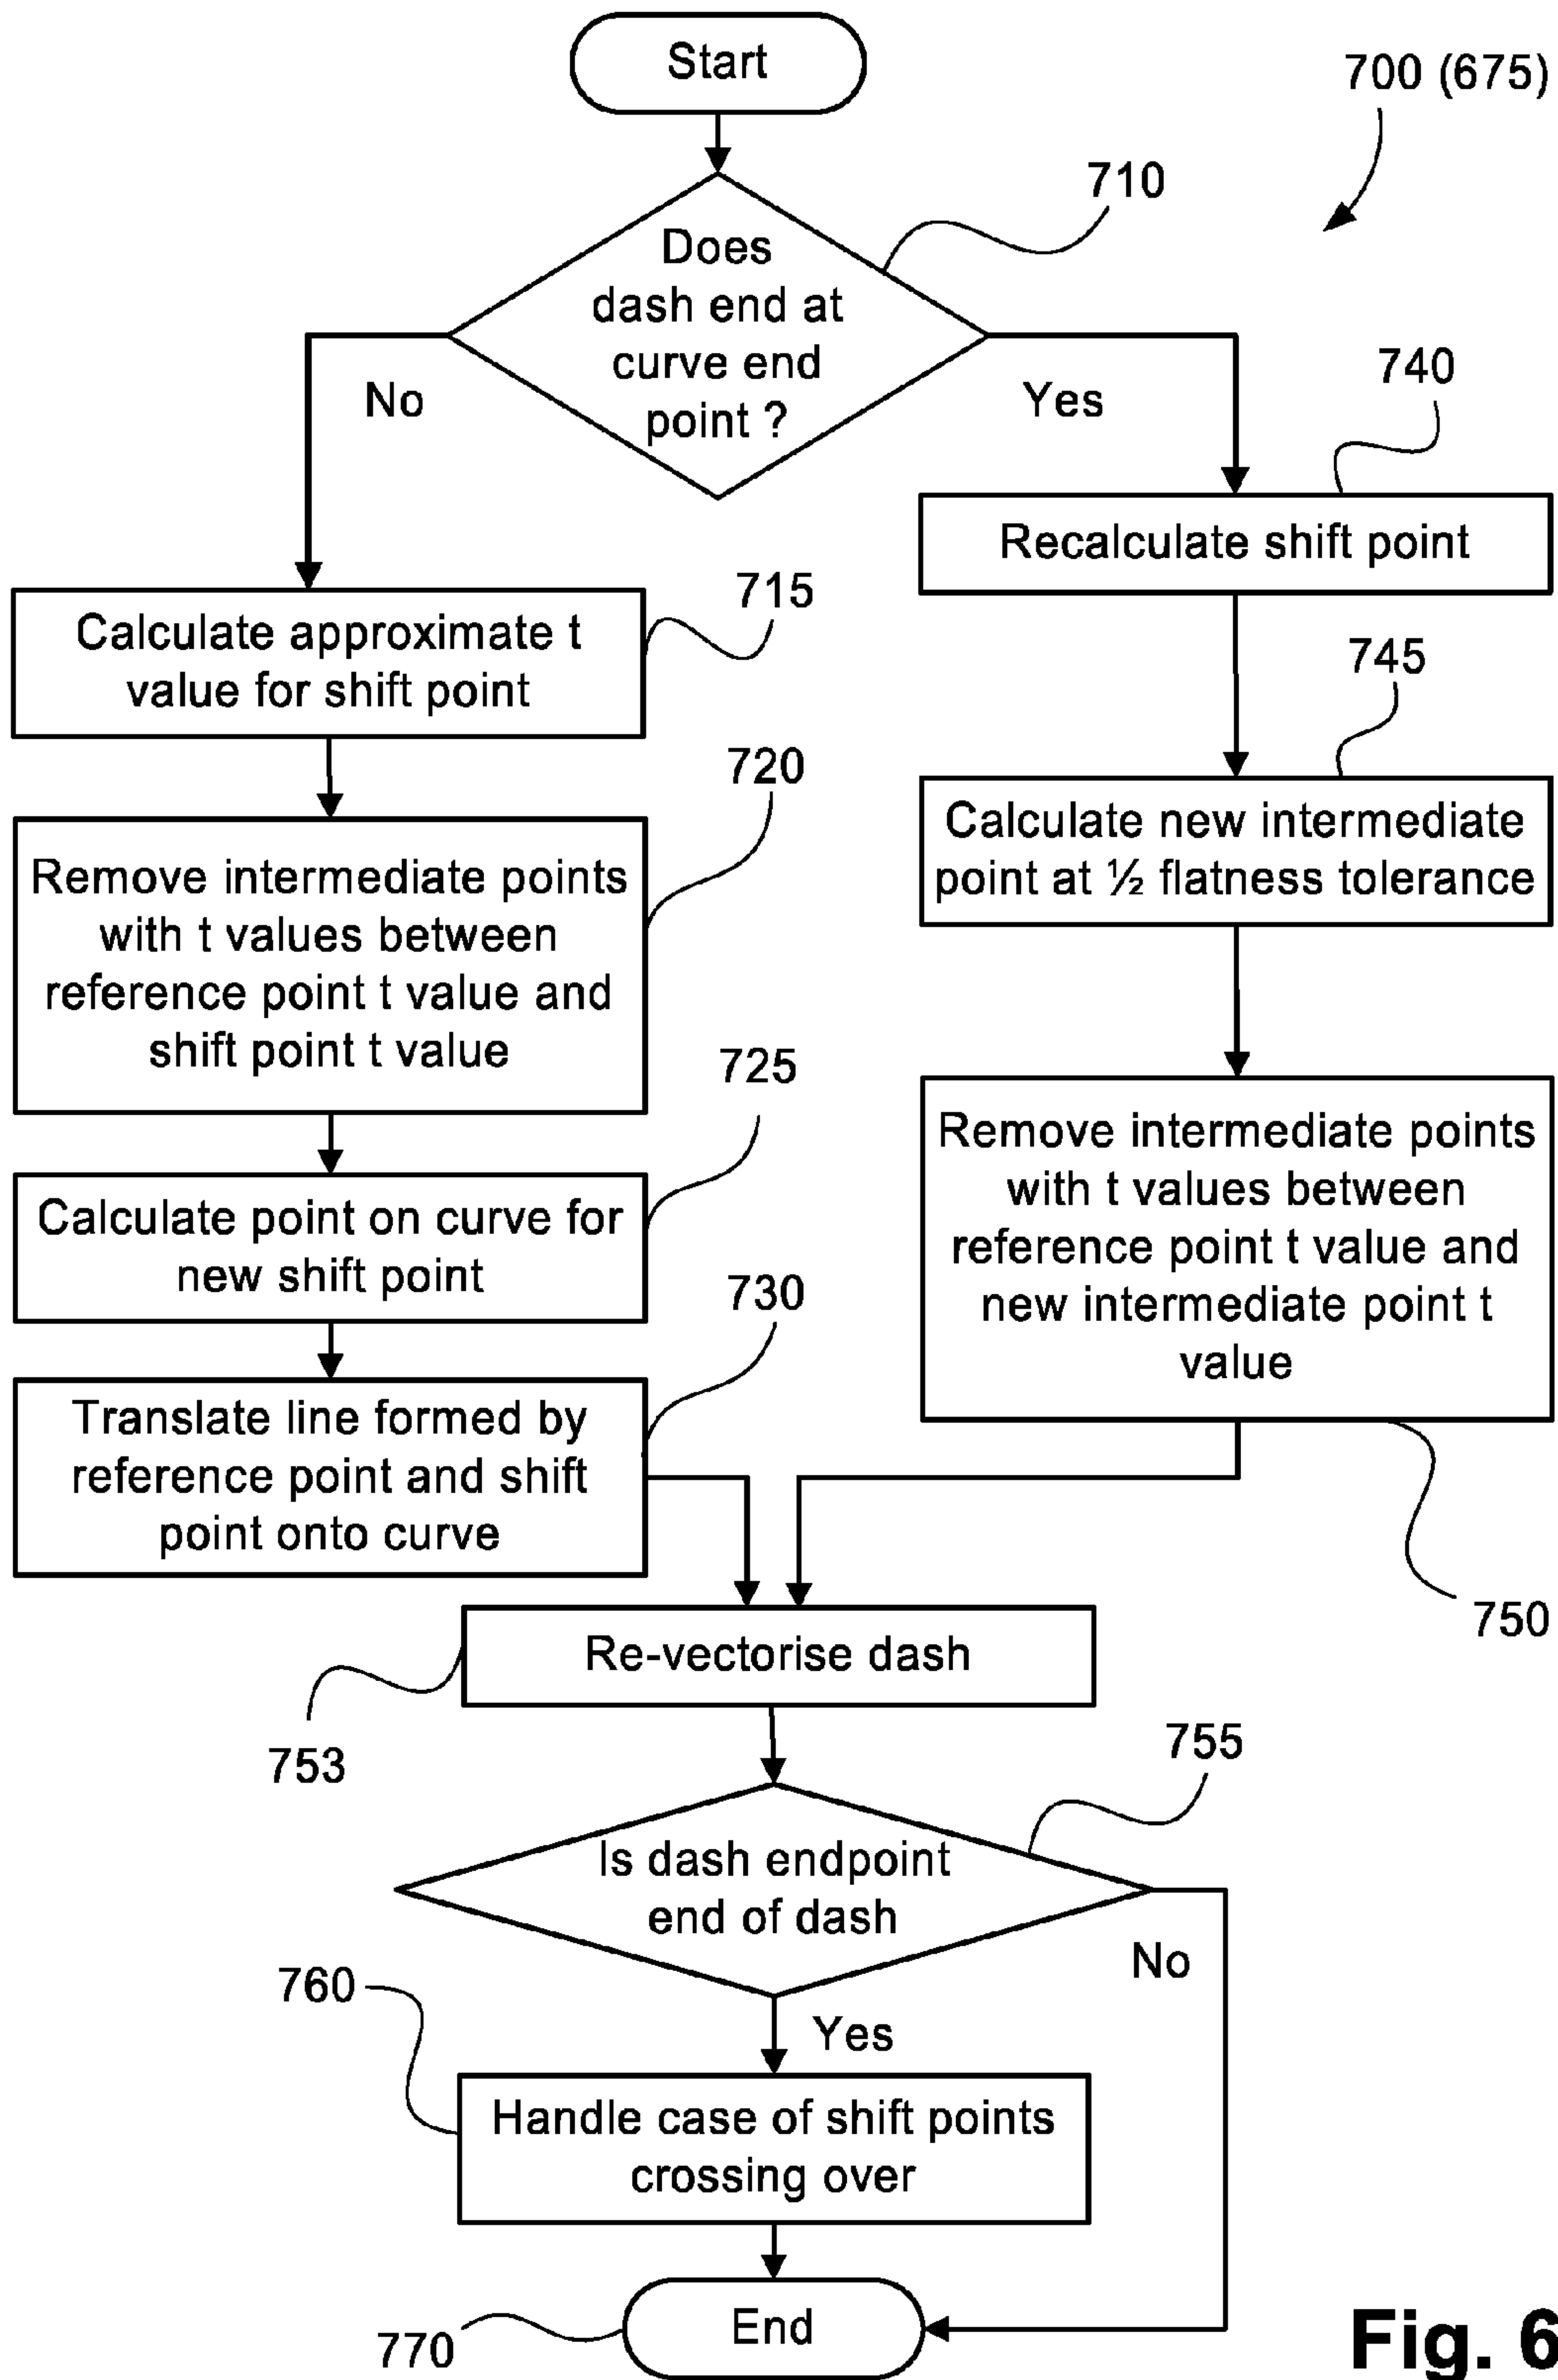 Start
700 (675)
710
Does
dash end at
curve end
point ?
No
Yes
740
Recalculate shift point
715
Calculate approximate t
value for shift point
745
Calculate new intermediate
point at ½ flatness tolerance
720
Remove intermediate points
with t values between
reference point t value and
shift point t value
725
Calculate point on curve for
new shift point
Remove intermediate points
with t values between
reference point t value and
new intermediate point t
value
730
Translate line formed by
reference point and shift
point onto curve
750
Re-vectorise dash
753
755
Is dash endpoint
end of dash
No
760
Yes
Handle case of shift points
crossing over
End
770
Fig. 6